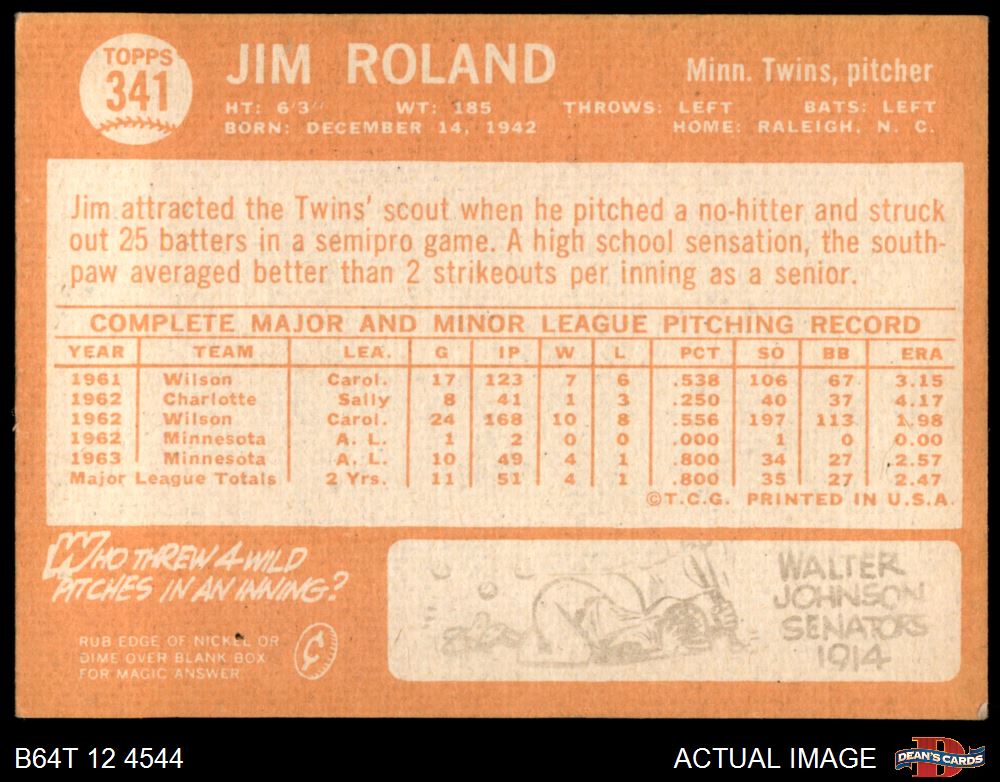 TOPPS
341
JIM ROLAND
Minn. Twins, pitcher
HT: 6'3" WT: 185 THROWS: LEFT BATS: LEFT
BORN: DECEMBER 14, 1942 HOME: RALEIGH, N. C.
Jim attracted the Twins' scout when he pitched a no-hitter and struck
out 25 batters in a semipro game. A high school sensation, the south-
paw averaged better than 2 strikeouts per inning as a senior.
COMPLETE MAJOR AND MINOR LEAGUE PITCHING RECORD
YEAR TEAM LEA. G IP W L PCT SO BB ERA
1961 Wilson Carol. 17 123 7 6 .538 106 67 3.15
1962 Charlotte Sally 8 41 1 3 .250 40 37 4.17
1962 Wilson Carol. 24 168 10 8 .556 197 113 1.98
1962 Minnesota A. L. 1 2 0 0 .000 1 0 0.00
1963 Minnesota A. L. 10 49 4 1 .800 34 27 2.57
Major League Totals 2 Yrs. 11 51 4 1 .800 35 27 2.47
©T.C.G. PRINTED IN U.S.A.
WHO THREW 4 WILD
PITCHES IN AN INNING?
RUB EDGE OF NICKEL OR
DIME OVER BLANK BOX
FOR MAGIC ANSWER
¢
WALTER
JOHNSON
SENATORS
1914
B64T 12 4544
ACTUAL IMAGE
D
DEAN'S CARDS